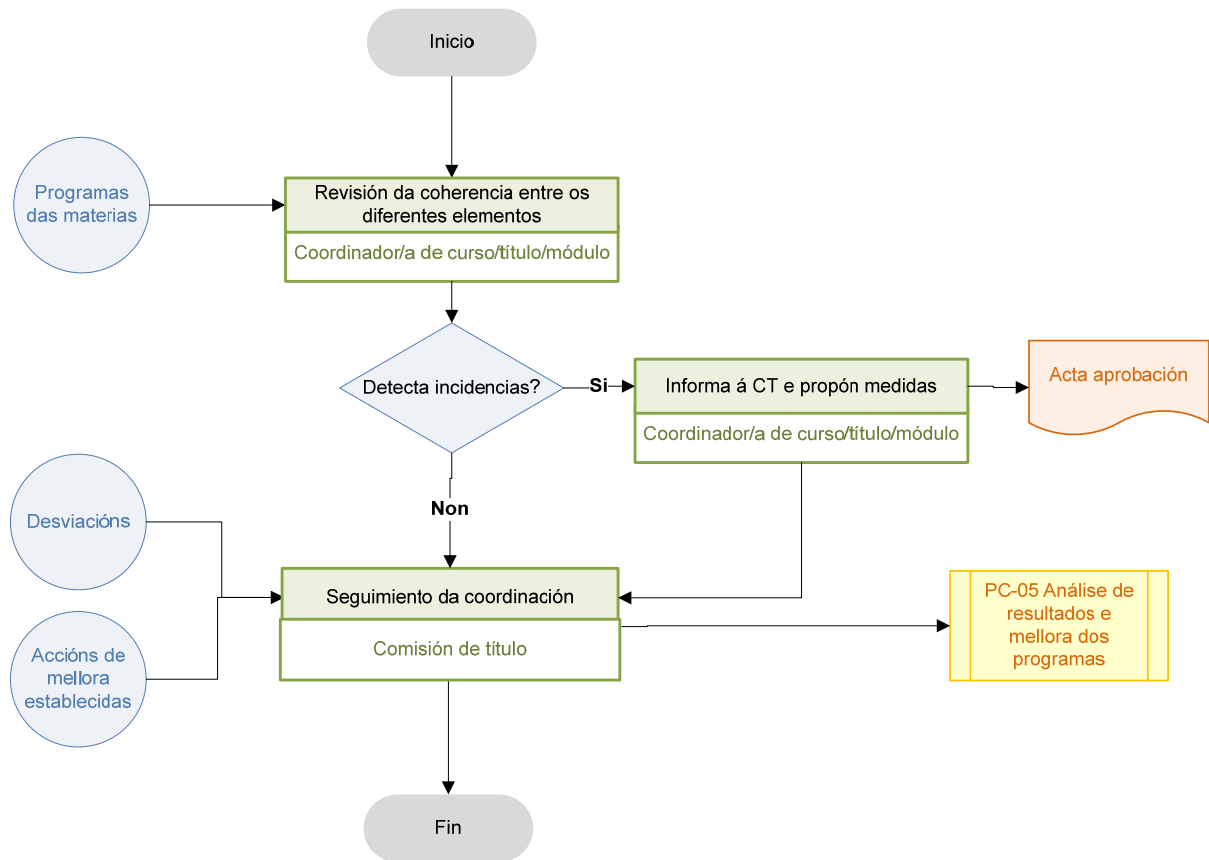 Inicio
Programas
das materias
Revisión da coherencia entre os
diferentes elementos
Coordinador/a de curso/título/módulo
Detecta incidencias?
Si
Informa á CT e propón medidas
Coordinador/a de curso/título/módulo
Acta aprobación
Non
Desviacións
Accións de
mellora
establecidas
Seguimiento da coordinación
Comisión de título
PC-05 Análise de
resultados e
mellora dos
programas
Fin